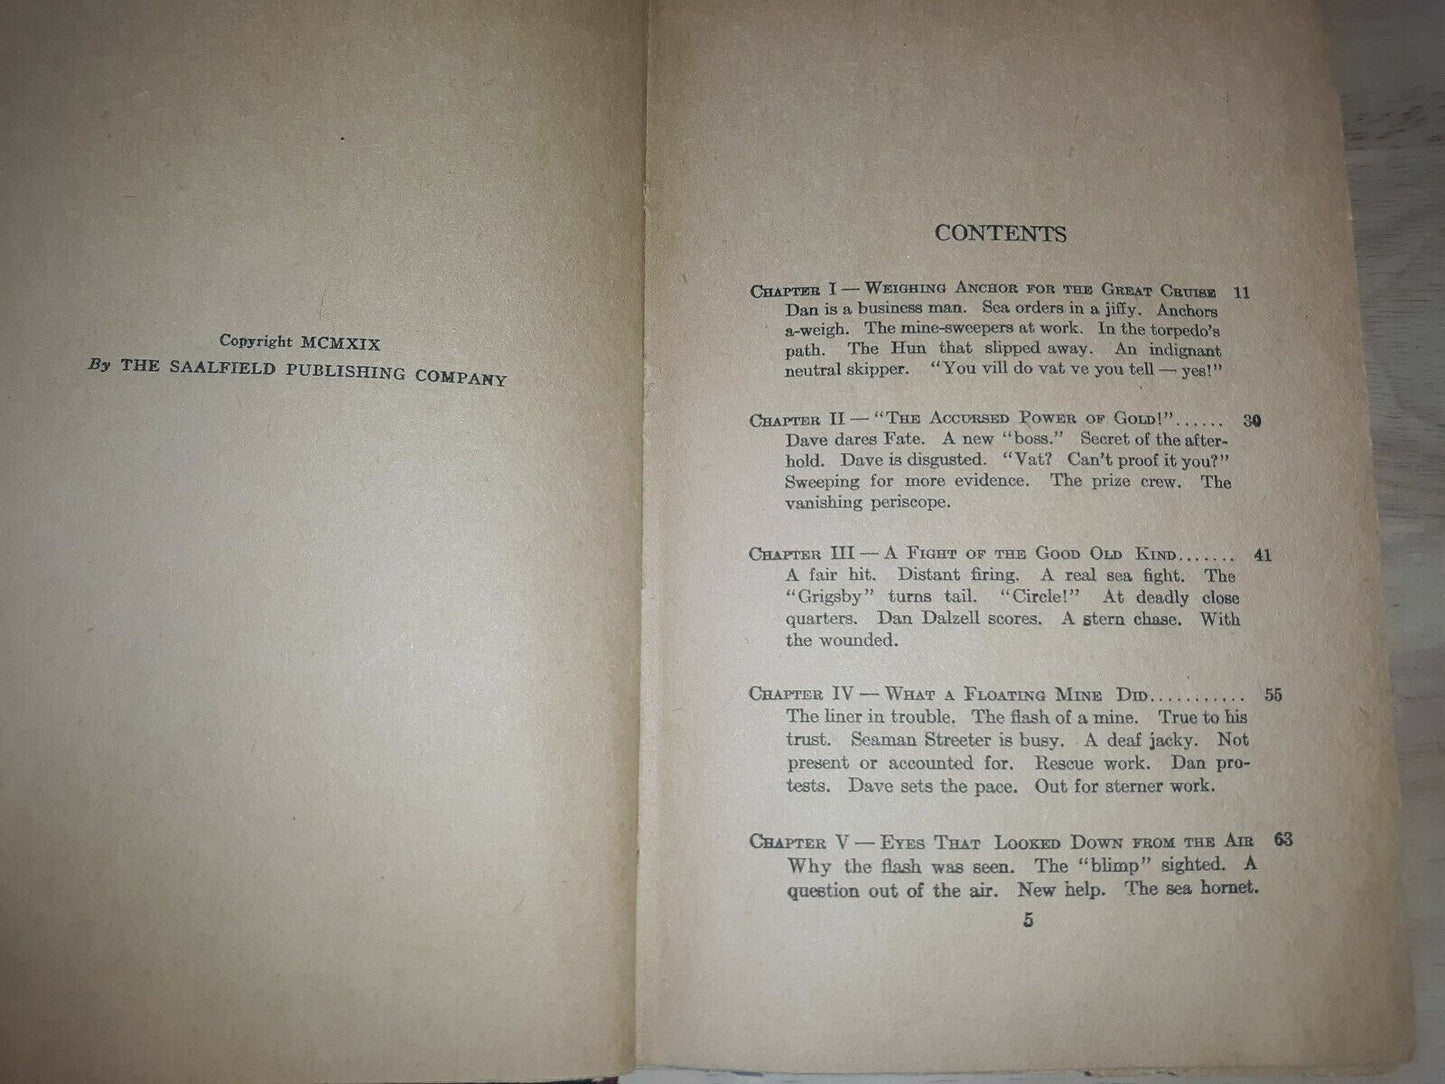 Copyright MCMXIX
By THE SAALFIELD PUBLISHING COMPANY
CONTENTS
CHAPTER I — WEIGHING ANCHOR FOR THE GREAT CRUISE 11
Dan is a business man. Sea orders in a jiffy. Anchors
a-weigh. The mine-sweepers at work. In the torpedo's
path. The Hun that slipped away. An indignant
neutral skipper. "You vill do vat ve you tell — yes!"
CHAPTER II — "THE ACCURSED POWER OF GOLD!"...... 30
Dave dares Fate. A new "boss." Secret of the after-
hold. Dave is disgusted. "Vat? Can't proof it you?"
Sweeping for more evidence. The prize crew. The
vanishing periscope.
CHAPTER III — A FIGHT OF THE GOOD OLD KIND....... 41
A fair hit. Distant firing. A real sea fight. The
"Grigsby" turns tail. "Circle!" At deadly close
quarters. Dan Dalzell scores. A stern chase. With
the wounded.
CHAPTER IV — WHAT A FLOATING MINE DID........... 55
The liner in trouble. The flash of a mine. True to his
trust. Seaman Streeter is busy. A deaf jacky. Not
present or accounted for. Rescue work. Dan pro-
tests. Dave sets the pace. Out for sterner work.
CHAPTER V — EYES THAT LOOKED DOWN FROM THE AIR 63
Why the flash was seen. The "blimp" sighted. A
question out of the air. New help. The sea hornet.
5